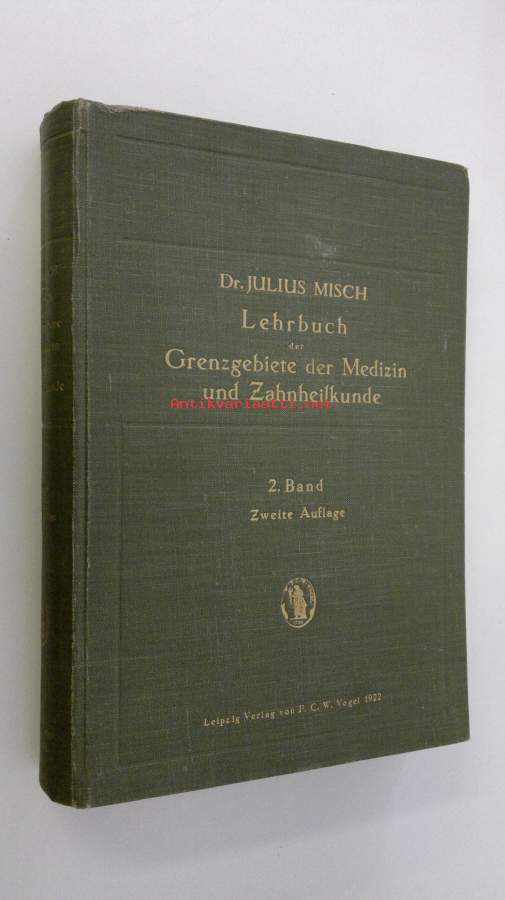 Dr. JULIUS MISCH
Lehrbuch
der
Grenzgebiete der Medizin
und Zahnheilkunde
Antikvariaatti.net
2. Band
Zweite Auflage
Leipzig Verlag von F. C. W. Vogel 1922